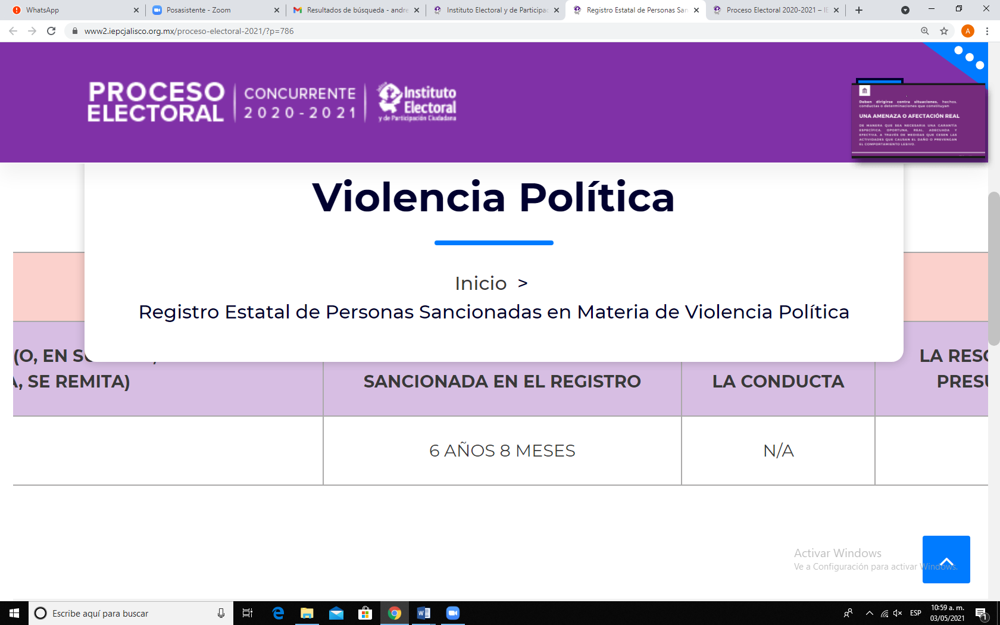 WhatsApp
Posasistente - Zoom
Resultados de búsqueda - andre
Instituto Electoral y de Participac
Registro Estatal de Personas San
Proceso Electoral 2020-2021 – IE
www2.iepcjalisco.org.mx/proceso-electoral-2021/?p=786
A
PROCESO
ELECTORAL
CONCURRENTE
2020-2021
Instituto
Electoral
y de Participación Ciudadana
Deben dirigirse contra situaciones, hechos,
conductas o determinaciones que constituyan
UNA AMENAZA O AFECTACIÓN REAL
DE MANERA QUE SEA NECESARIA UNA GARANTÍA
ESPECÍFICA, OPORTUNA, REAL, ADECUADA Y
EFECTIVA, A TRAVÉS DE MEDIDAS QUE CESEN LAS
ACTIVIDADES QUE CAUSAN EL DAÑO O PREVENGAN
EL COMPORTAMIENTO LESIVO.
Violencia Política
Inicio >
Registro Estatal de Personas Sancionadas en Materia de Violencia Política
(O, EN
, SE REMITA)
SANCIONADA EN EL REGISTRO
LA CONDUCTA
LA RESO
PRESU
6 AÑOS 8 MESES
N/A
Activar Windows
Ve a Configuración para activar Windows.
Escribe aquí para buscar
ESP
10:59 a. m.
03/05/2021
1